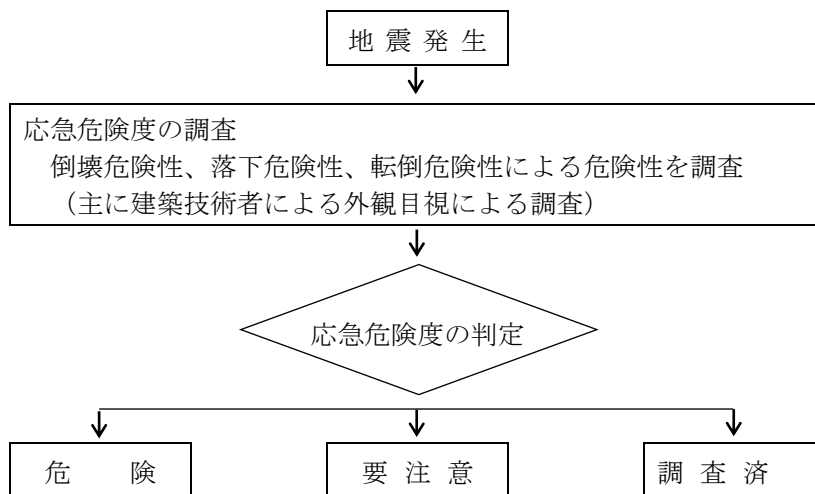 地震発生
応急危険度の調査
倒壊危険性、落下危険性、転倒危険性による危険性を調査
（主に建築技術者による外観目視による調査）
応急危険度の判定
危険
要注意
調査済